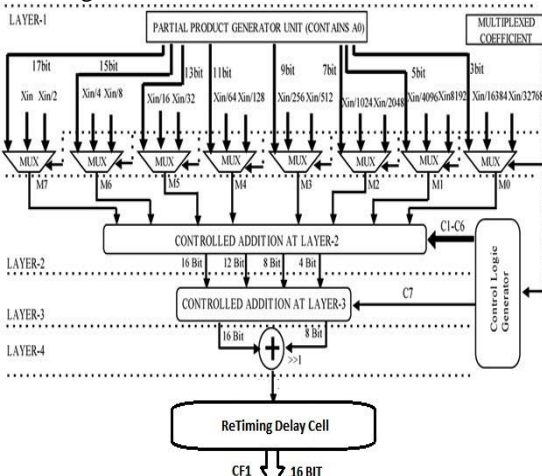 LAYER-1
PARTIAL PRODUCT GENERATOR UNIT (CONTAINS A0)
MULTIPLEXED
COEFFICIENT
17bit 15bit 13bit 11bit 9bit 7bit 5bit 3bit
Xin Xin/2 Xin/4 Xin/8 Xin/16 Xin/32 Xin/64 Xin/128 Xin/256 Xin/512 Xin/1024 Xin/2048 Xin/4096 Xin8192 Xin/16384 Xin/32768
MUX MUX MUX MUX MUX MUX MUX MUX
M7 M6 M5 M4 M3 M2 M1 M0
C1-C6
CONTROLLED ADDITION AT LAYER-2
LAYER-2
16 Bit 12 Bit 8 Bit 4 Bit
Control Logic
Generator
C7
CONTROLLED ADDITION AT LAYER-3
LAYER-3
16 Bit 8 Bit
+
>>1
LAYER-4
ReTiming Delay Cell
CF1 16 BIT